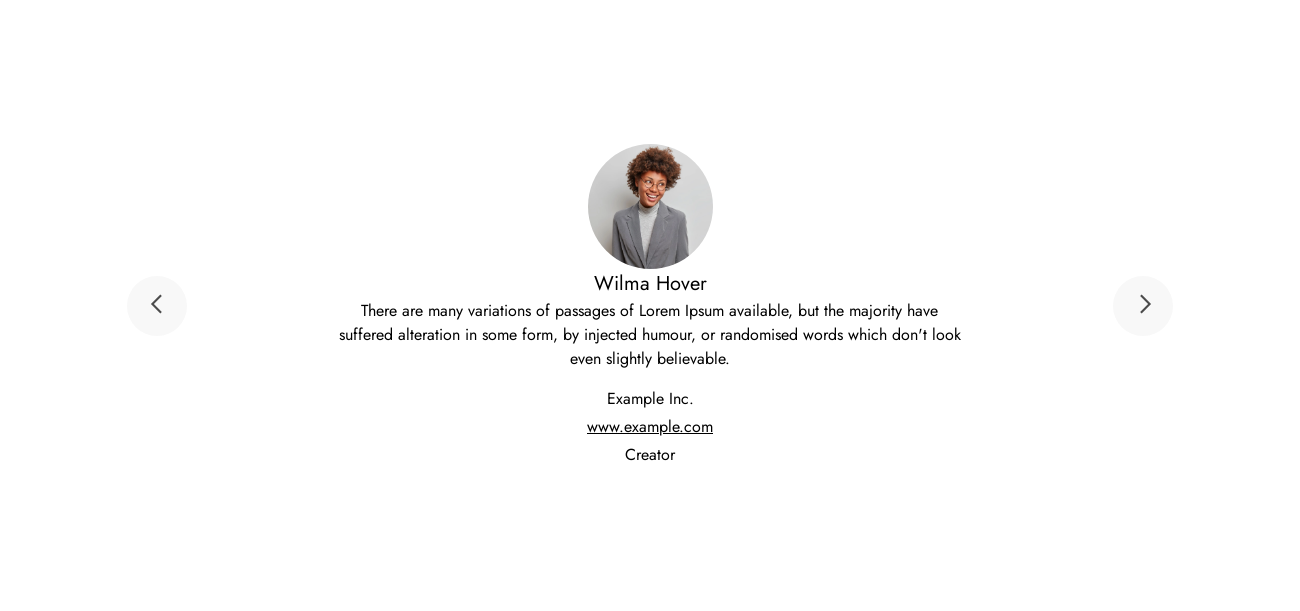 Wilma Hover
There are many variations of passages of Lorem Ipsum available, but the majority have
suffered alteration in some form, by injected humour, or randomised words which don't look
even slightly believable.
Example Inc.
www.example.com
Creator